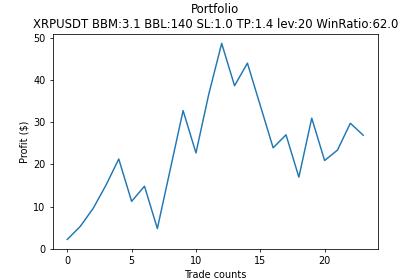 Portfolio
XRPUSDT BBM:3.1 BBL:140 SL:1.0 TP:1.4 lev:20 WinRatio:62.0
50
40
30
20
10
0
Profit ($)
0 5 10 15 20
Trade counts